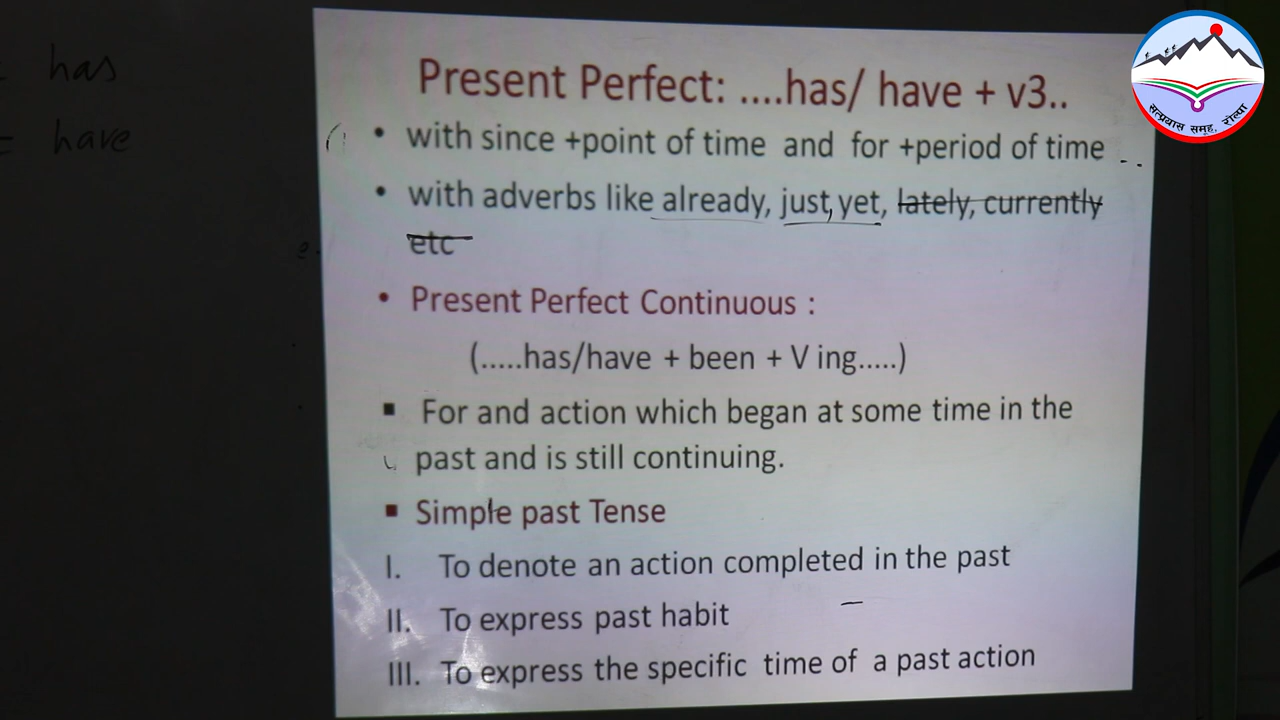 has
= have
Present Perfect: ....has/ have + v3..
• with since +point of time and for +period of time
• with adverbs like already, just, yet, lately, currently
etc
• Present Perfect Continuous :
(.....has/have + been + V ing.....)
▪ For and action which began at some time in the
past and is still continuing.
▪ Simple past Tense
I. To denote an action completed in the past
II. To express past habit
III. To express the specific time of a past action
सत्प्रयास समूह, रोल्पा